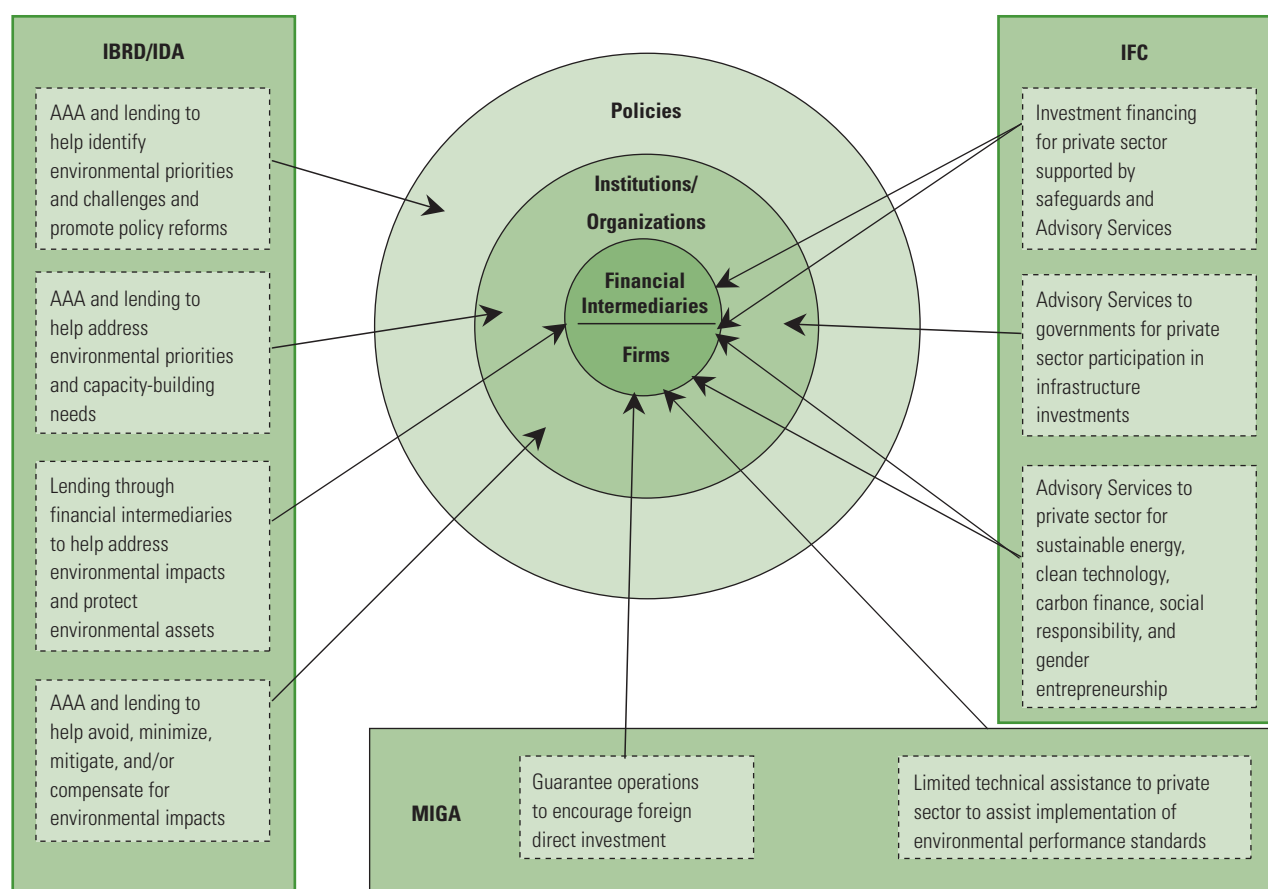 IBRD/IDA
AAA and lending to
help identify
environmental priorities
and challenges and
promote policy reforms
AAA and lending to
help address
environmental priorities
and capacity-building
needs
Lending through
financial intermediaries
to help address
environmental impacts
and protect
environmental assets
AAA and lending to
help avoid, minimize,
mitigate, and/or
compensate for
environmental impacts
Policies
Institutions/
Organizations
Financial
Intermediaries
Firms
IFC
Investment financing
for private sector
supported by
safeguards and
Advisory Services
Advisory Services to
governments for private
sector participation in
infrastructure
investments
Advisory Services to
private sector for
sustainable energy,
clean technology,
carbon finance, social
responsibility, and
gender
entrepreneurship
MIGA
Guarantee operations
to encourage foreign
direct investment
Limited technical assistance to private
sector to assist implementation of
environmental performance standards